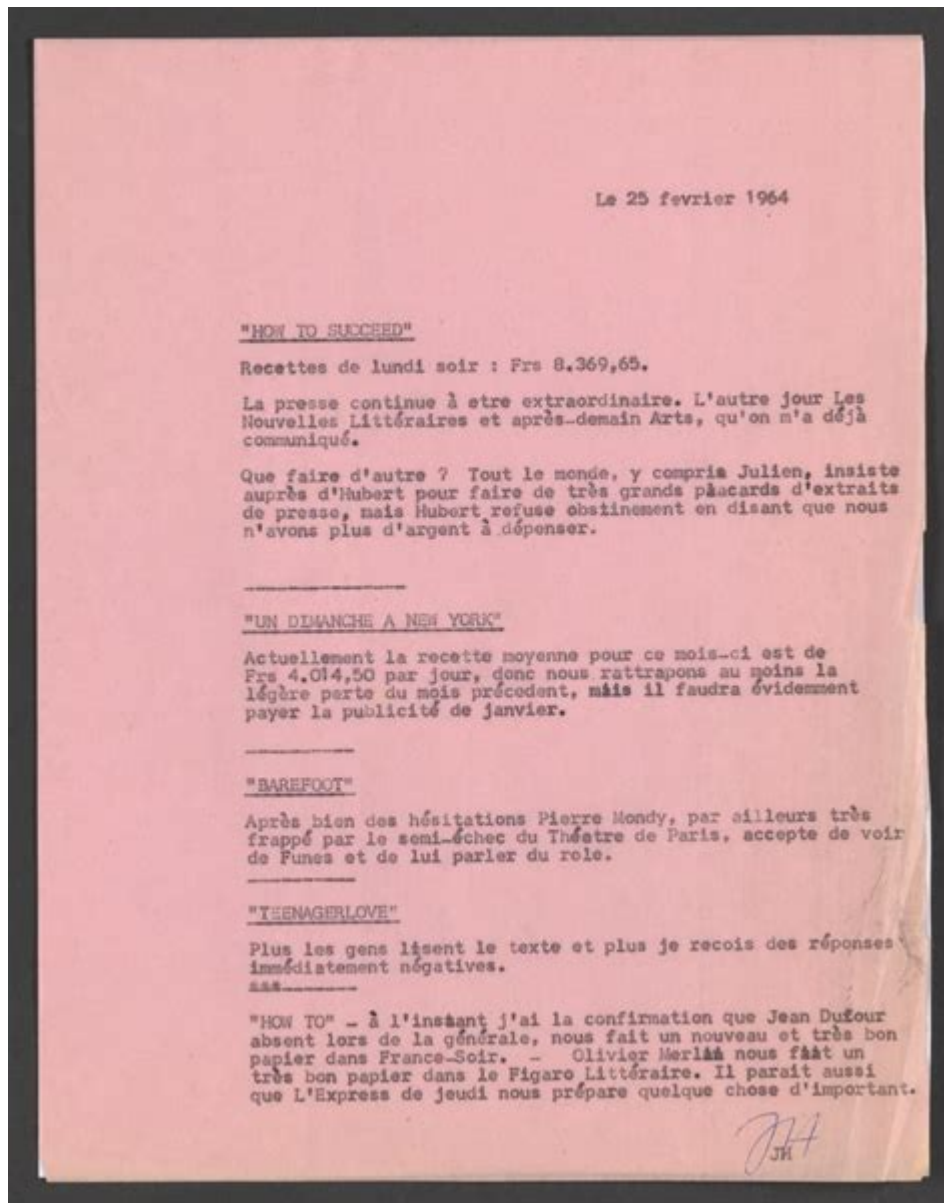 Le 25 fevrier 1964
"HOW TO SUCCEED"
Recettes de lundi soir : Frs 8.369,65.
La presse continue à etre extraordinaire. L'autre jour Les
Nouvelles Littéraires et après-demain Arts, qu'on m'a déjà
communiqué.
Que faire d'autre ? Tout le monde, y compris Julien, insiste
auprès d'Hubert pour faire de très grands placards d'extraits
de presse, mais Hubert refuse obstinement en disant que nous
n'avons plus d'argent à dépenser.
"UN DIMANCHE A NEW YORK"
Actuellement la recette moyenne pour ce mois-ci est de
Frs 4.014,50 par jour, donc nous rattrapons au moins la
légère perte du mois précedent, mais il faudra évidemment
payer la publicité de janvier.
"BAREFOOT"
Après bien des hésitations Pierre Mondy, par ailleurs très
frappé par le semi-échec du Théatre de Paris, accepte de voir
de Funes et de lui parler du role.
"TEENAGERLOVE"
Plus les gens lisent le texte et plus je recois des réponses
immédiatement négatives.
"HOW TO" - à l'instant j'ai la confirmation que Jean Dutour
absent lors de la générale, nous fait un nouveau et très bon
papier dans France-Soir. - Olivier Merlin nous fait un
très bon papier dans le Figaro Littéraire. Il parait aussi
que L'Express de jeudi nous prépare quelque chose d'important.
JH
JH